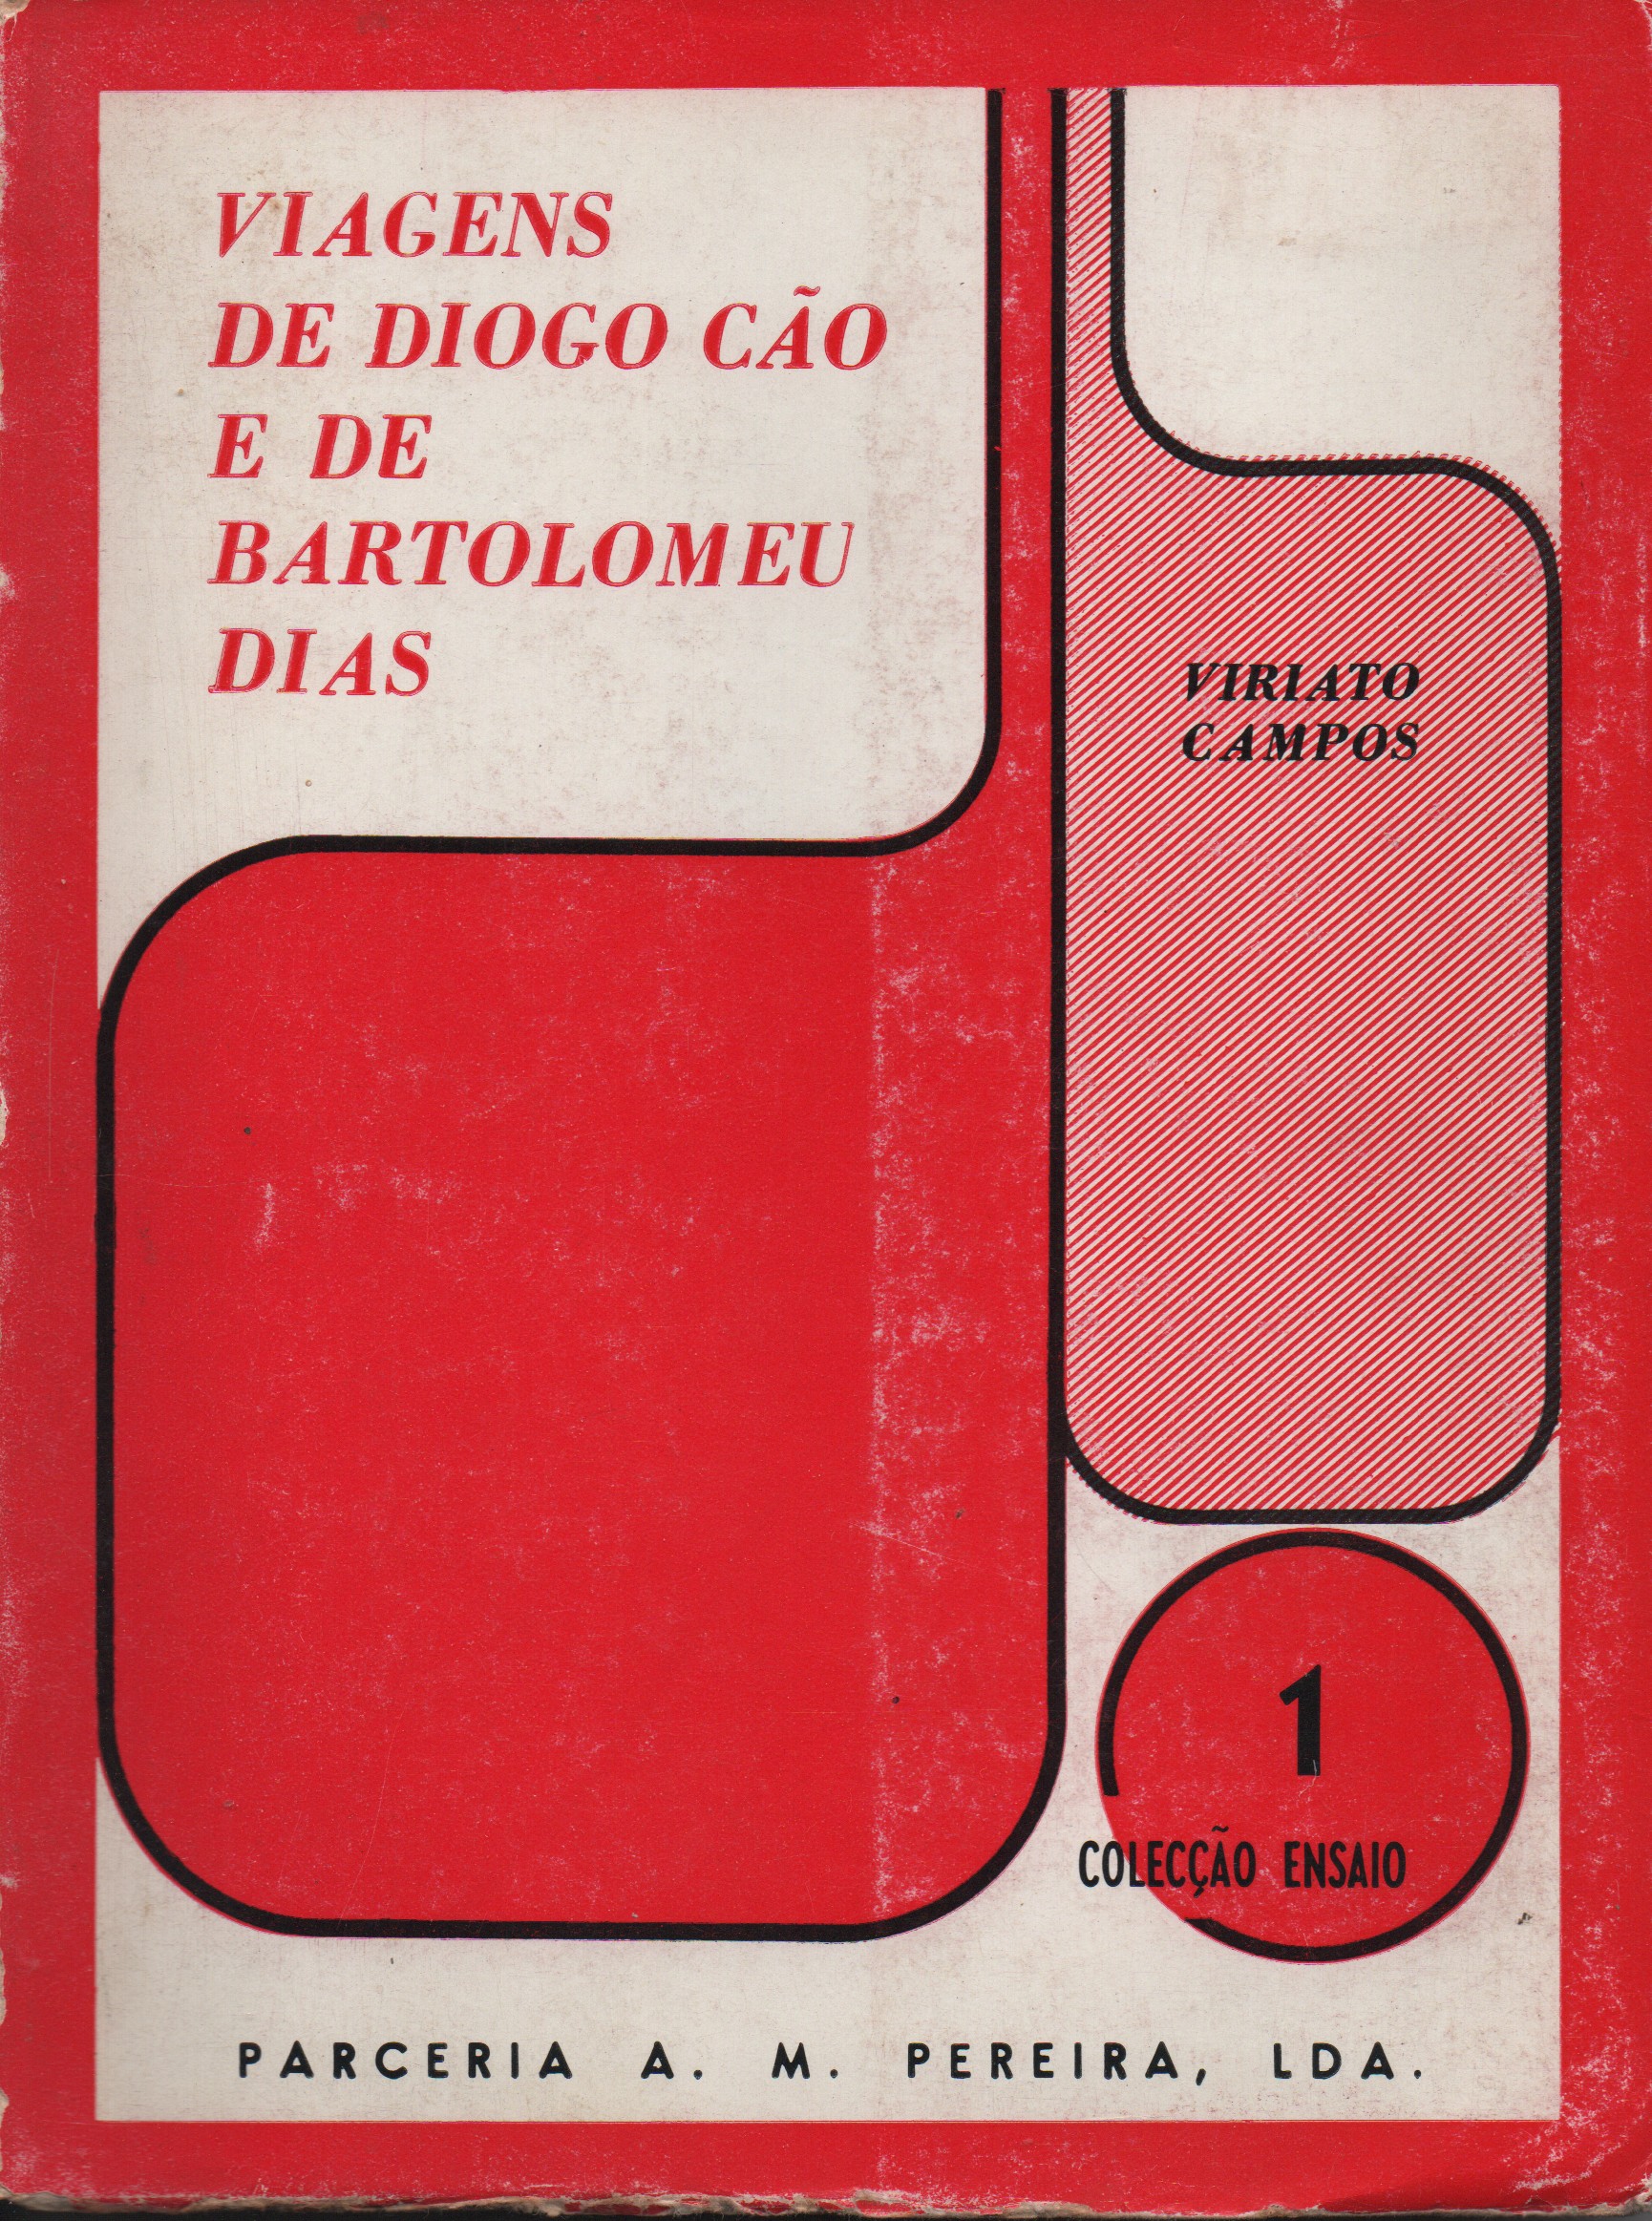 VIAGENS
DE DIOGO CÃO
E DE
BARTOLOMEU
DIAS
VIRIATO
CAMPOS
1
COLECÇÃO ENSAIO
PARCERIA A. M. PEREIRA, LDA.